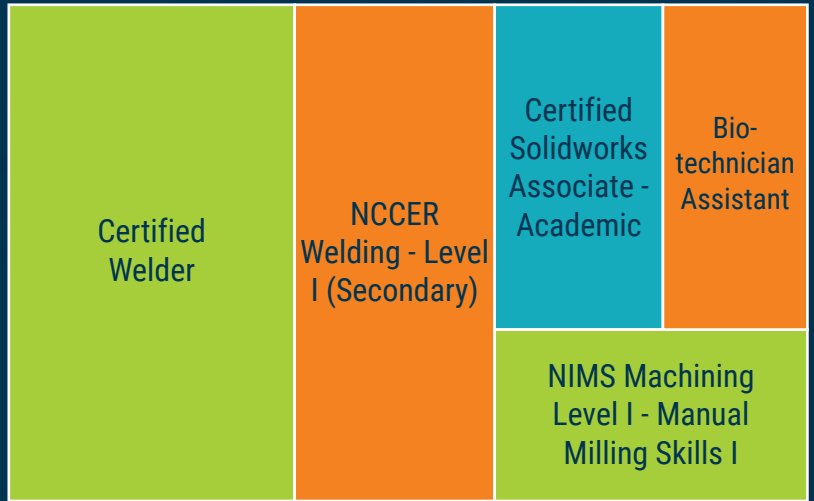 Certified
Welder
NCCER
Welding - Level
I (Secondary)
Certified
Solidworks
Associate -
Academic
Bio-
technician
Assistant
NIMS Machining
Level I - Manual
Milling Skills I